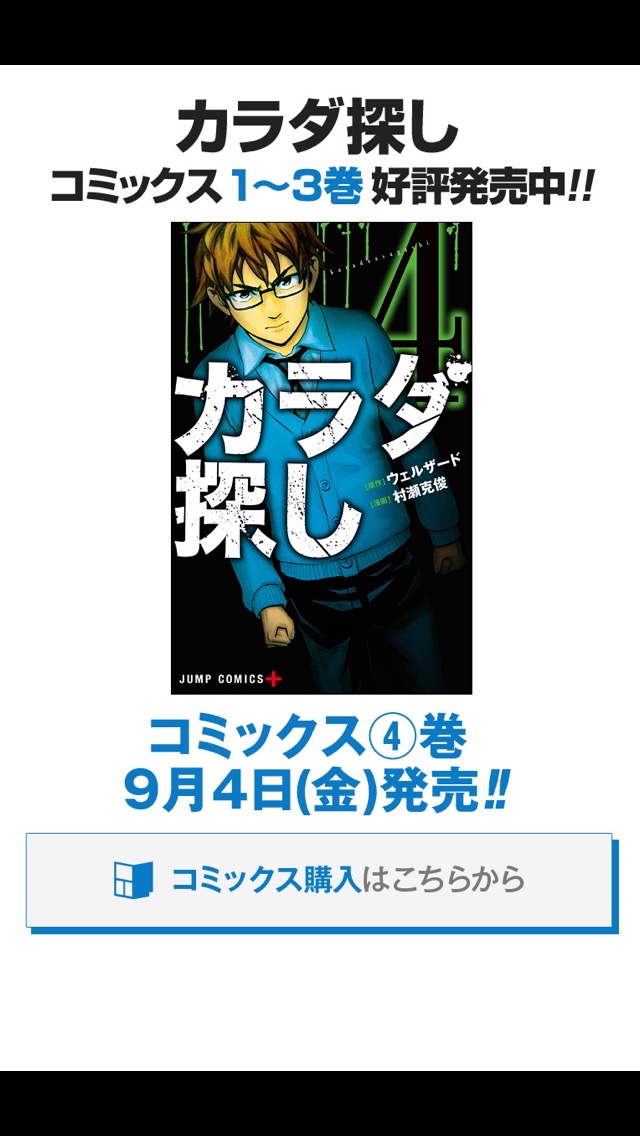 カラダ探し
コミックス1〜3巻 好評発売中!!
karadasagashi
4
カラダ
探し
[原作]ウェルザード
[漫画]村瀬克俊
JUMP COMICS+
コミックス④巻
9月4日(金)発売!!
コミックス購入はこちらから